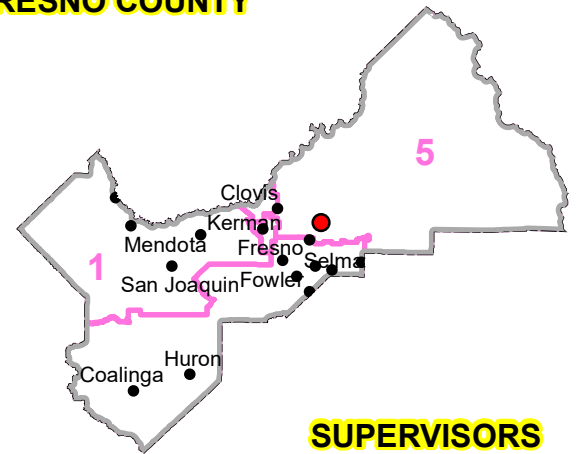 RESNO COUNTY
5
Clovis
Kerman
Mendota
Fresno
1
Selma
San Joaquin
Fowler
Huron
Coalinga
SUPERVISORS